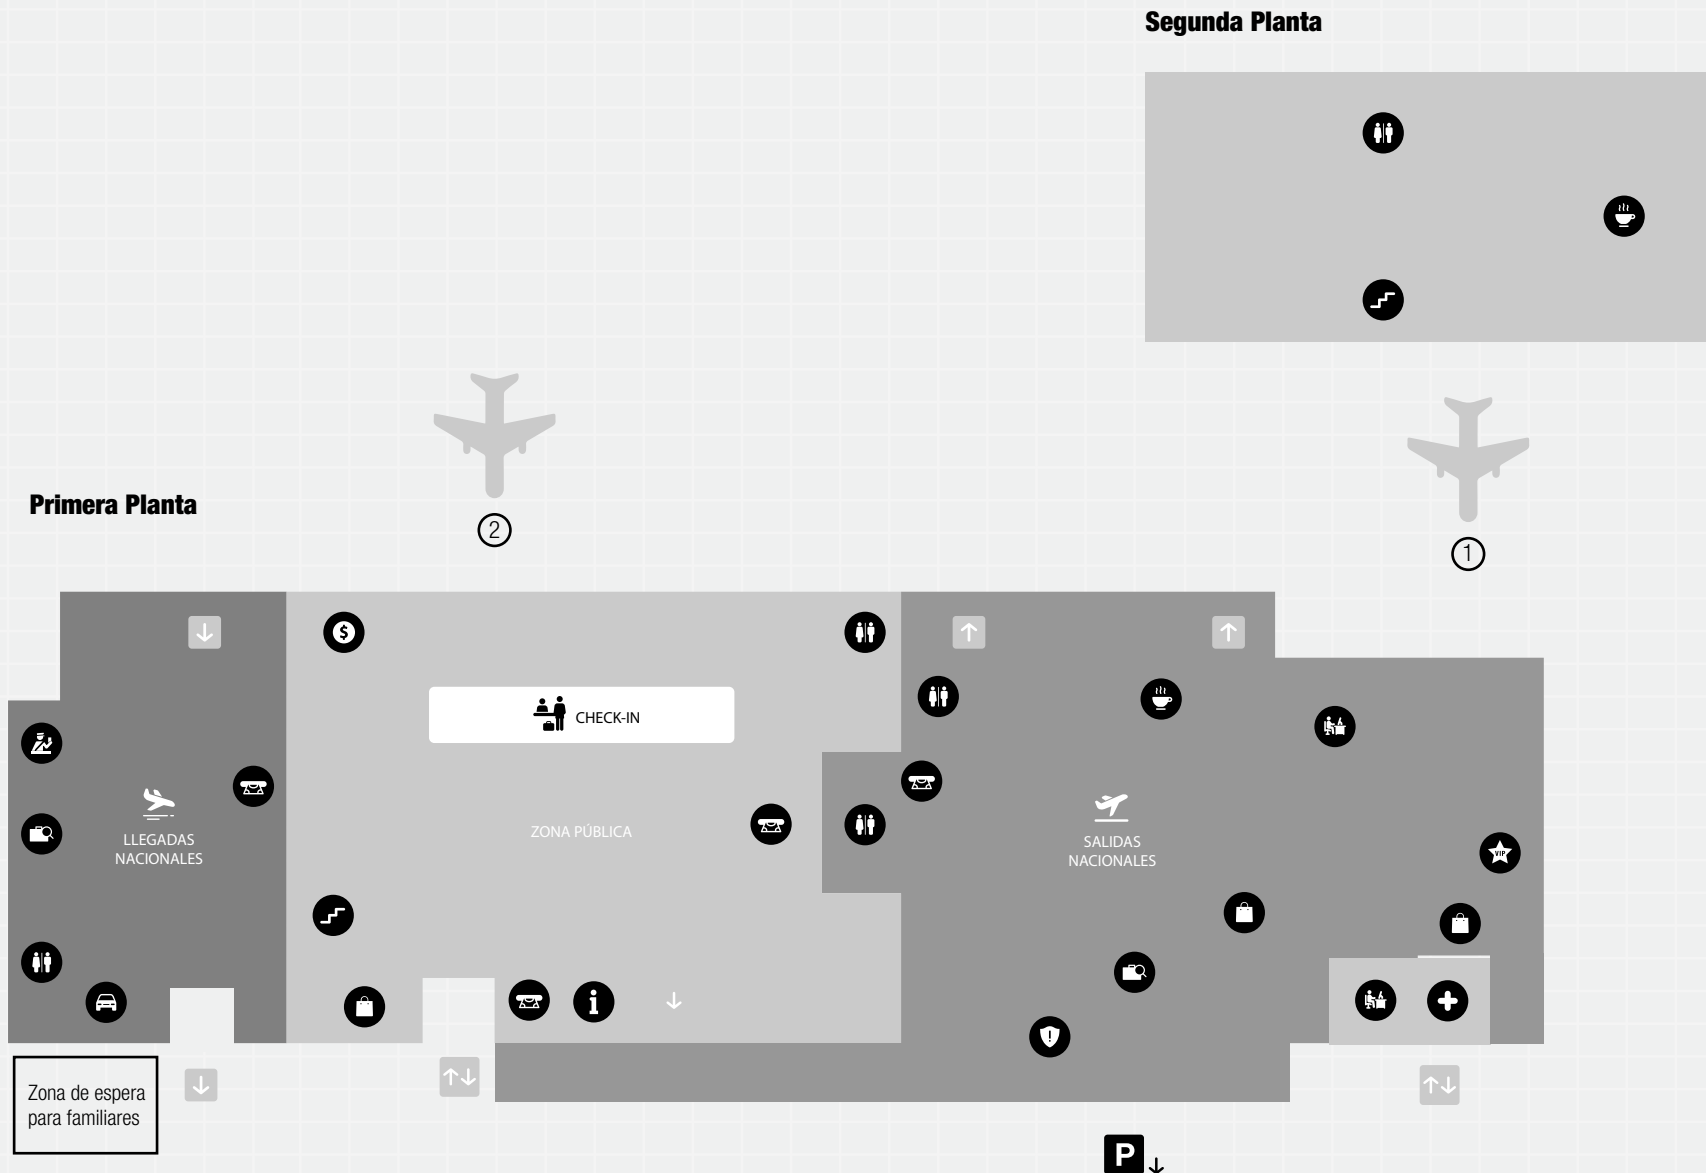 Segunda Planta
Primera Planta
2
1
$
CHECK-IN
LLEGADAS
NACIONALES
ZONA PÚBLICA
SALIDAS
NACIONALES
VIP
i
!
Zona de espera
para familiares
P